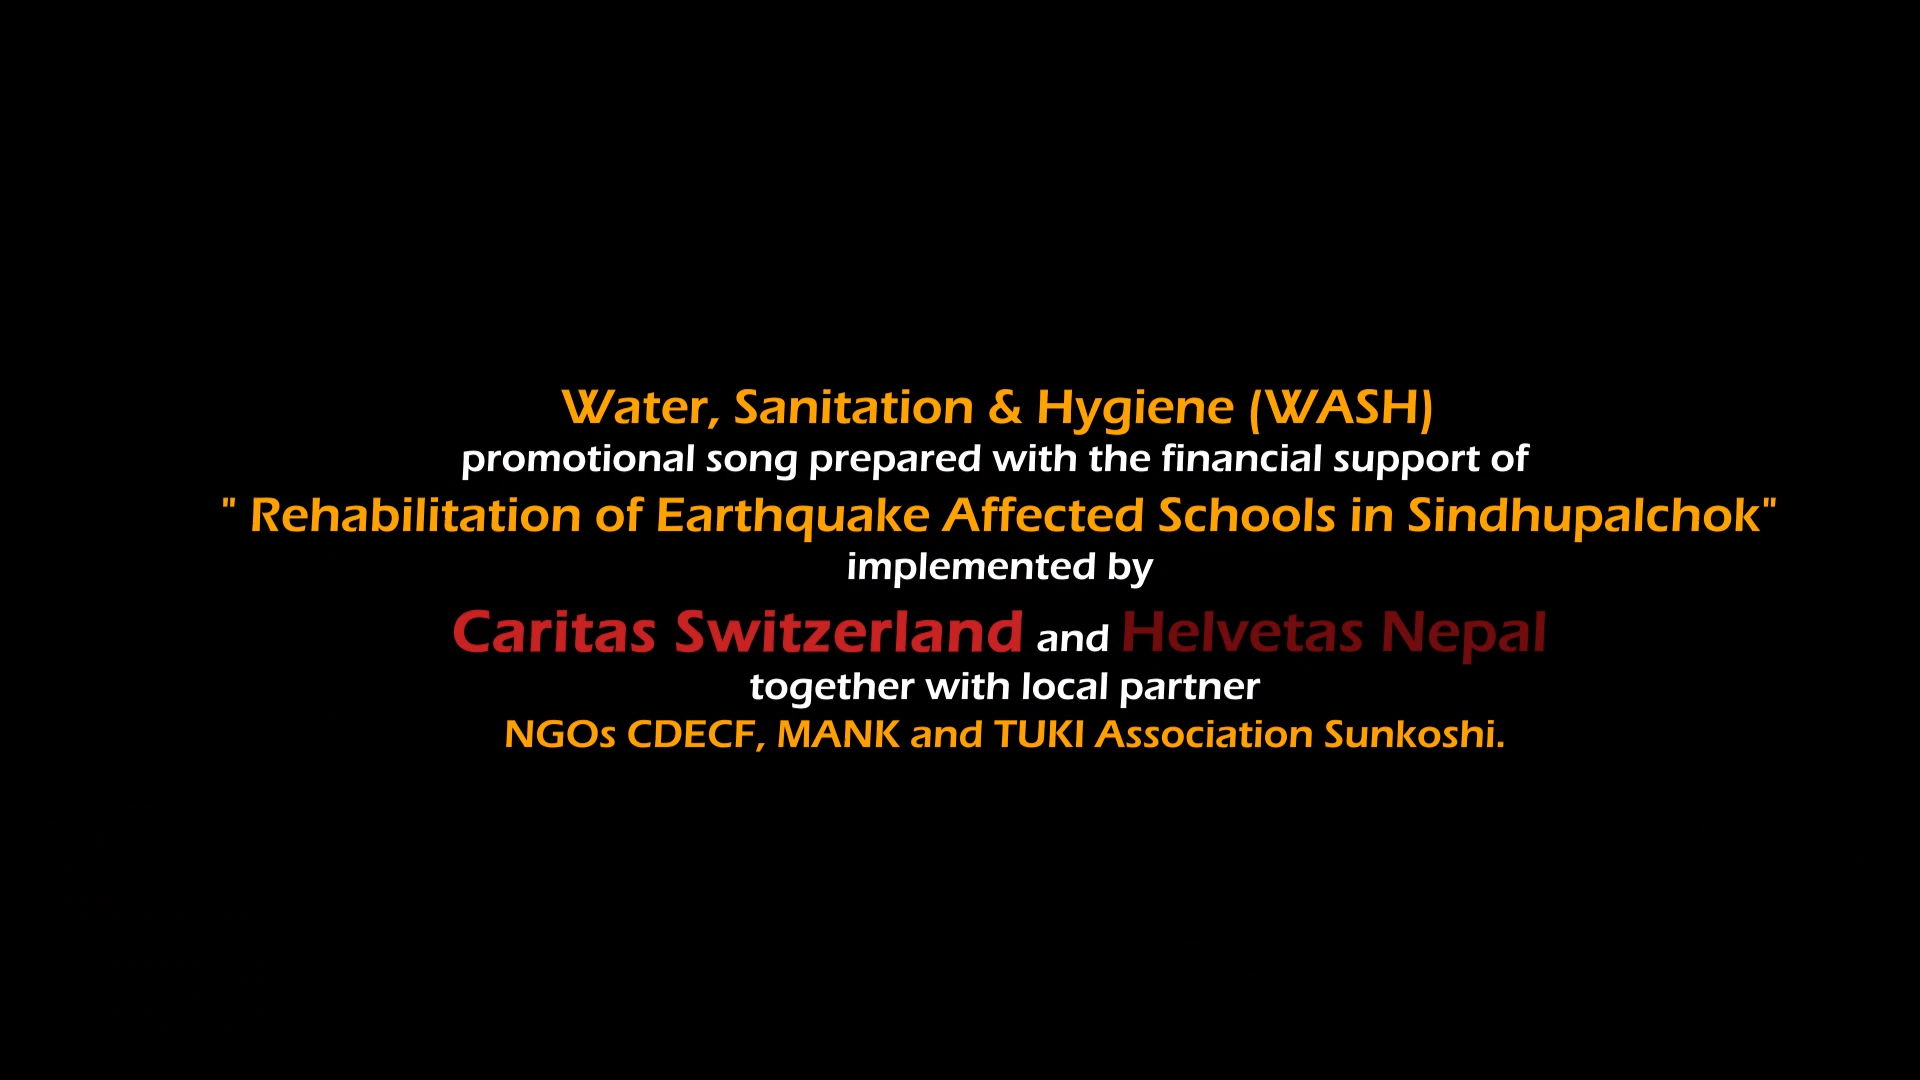 Water, Sanitation & Hygiene (WASH)
promotional song prepared with the financial support of
" Rehabilitation of Earthquake Affected Schools in Sindhupalchok"
implemented by
Caritas Switzerland and Helvetas Nepal
together with local partner
NGOs CDECF, MANK and TUKI Association Sunkoshi.